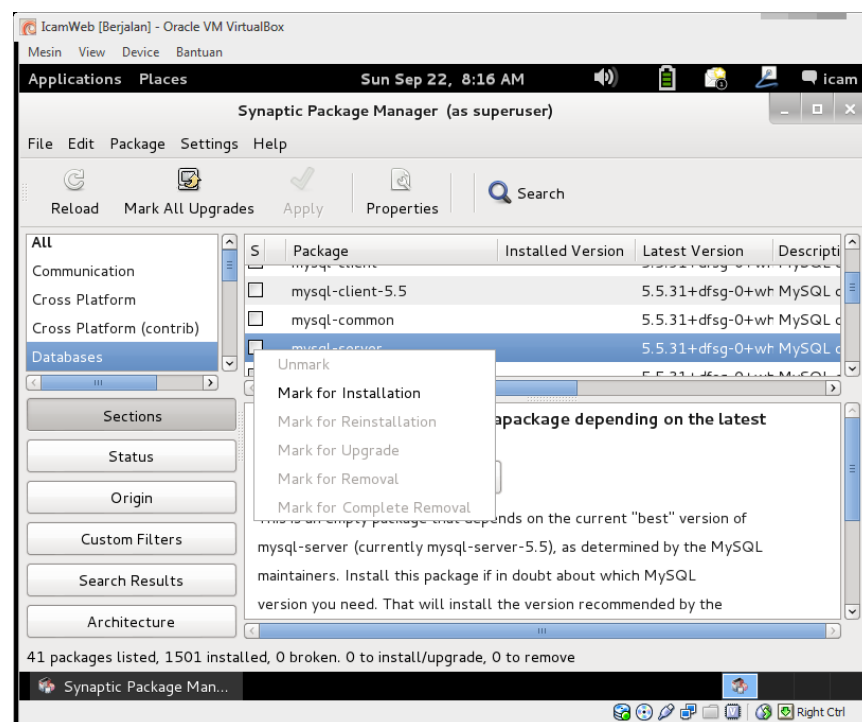 IcamWeb [Berjalan] - Oracle VM VirtualBox
Mesin View Device Bantuan
Applications Places Sun Sep 22, 8:16 AM icam
Synaptic Package Manager (as superuser)
File Edit Package Settings Help
Reload Mark All Upgrades Apply Properties Search
S Package Installed Version Latest Version Descripti
All
Communication
Cross Platform
Cross Platform (contrib)
Databases
mysql-client
mysql-client-5.5 5.5.31+dfsg-0+wh MySQL d
mysql-common 5.5.31+dfsg-0+wh MySQL d
mysql-server 5.5.31+dfsg-0+wh MySQL d
Unmark
Mark for Installation
Mark for Reinstallation
Mark for Upgrade
Mark for Removal
Mark for Complete Removal
Sections
Status
Origin
Custom Filters
Search Results
Architecture
apackage depending on the latest
This is an empty package that depends on the current "best" version of
mysql-server (currently mysql-server-5.5), as determined by the MySQL
maintainers. Install this package if in doubt about which MySQL
version you need. That will install the version recommended by the
41 packages listed, 1501 installed, 0 broken. 0 to install/upgrade, 0 to remove
Synaptic Package Man...
Right Ctrl